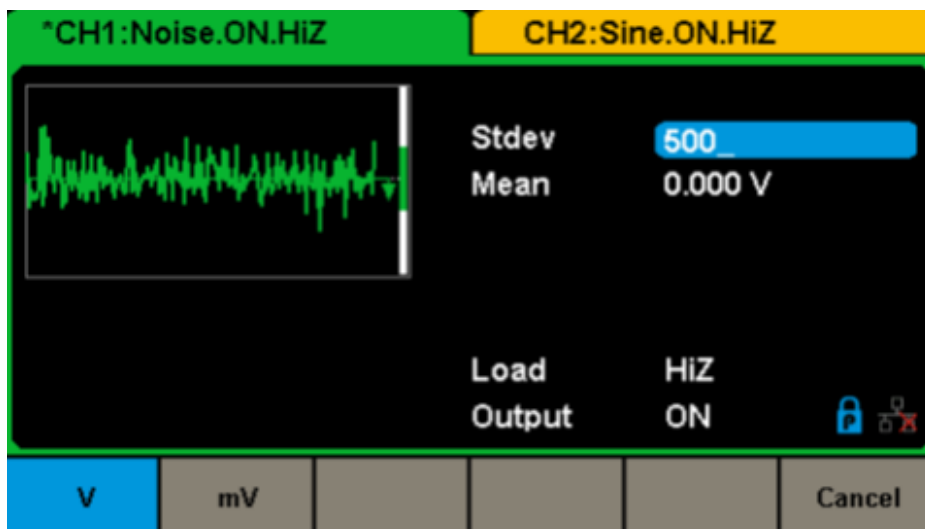 *CH1:Noise.ON.HiZ
CH2:Sine.ON.HiZ
Stdev 500_
Mean 0.000 V
Load HiZ
Output ON
P
V mV Cancel